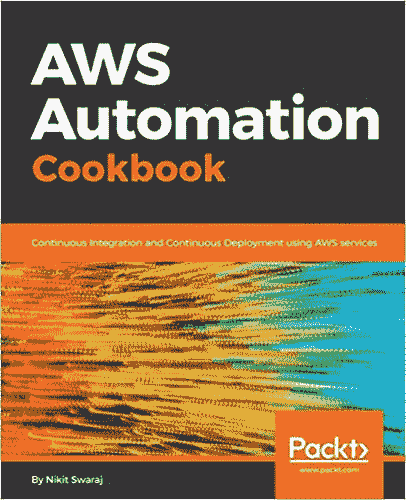 AWS
Automation
Cookbook
Continuous Integration and Continuous Deployment using AWS services
Packt>
www.packt.com
By Nikit Swaraj